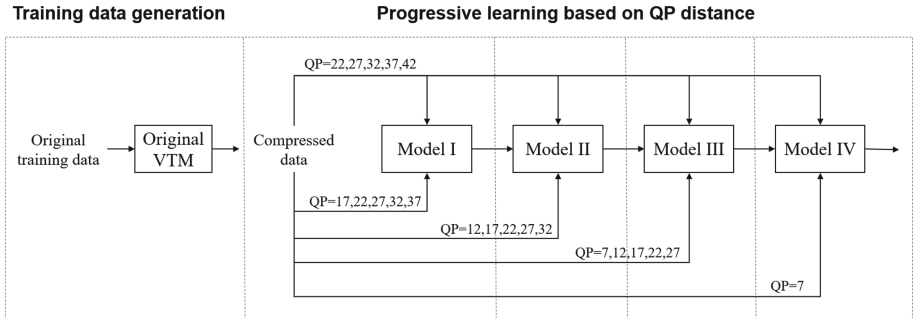 Training data generation
Progressive learning based on QP distance
QP=22,27,32,37,42
Original
training data
Original
VTM
Compressed
data
Model I
Model II
Model III
Model IV
QP=17,22,27,32,37
QP=12,17,22,27,32
QP=7,12,17,22,27
QP=7